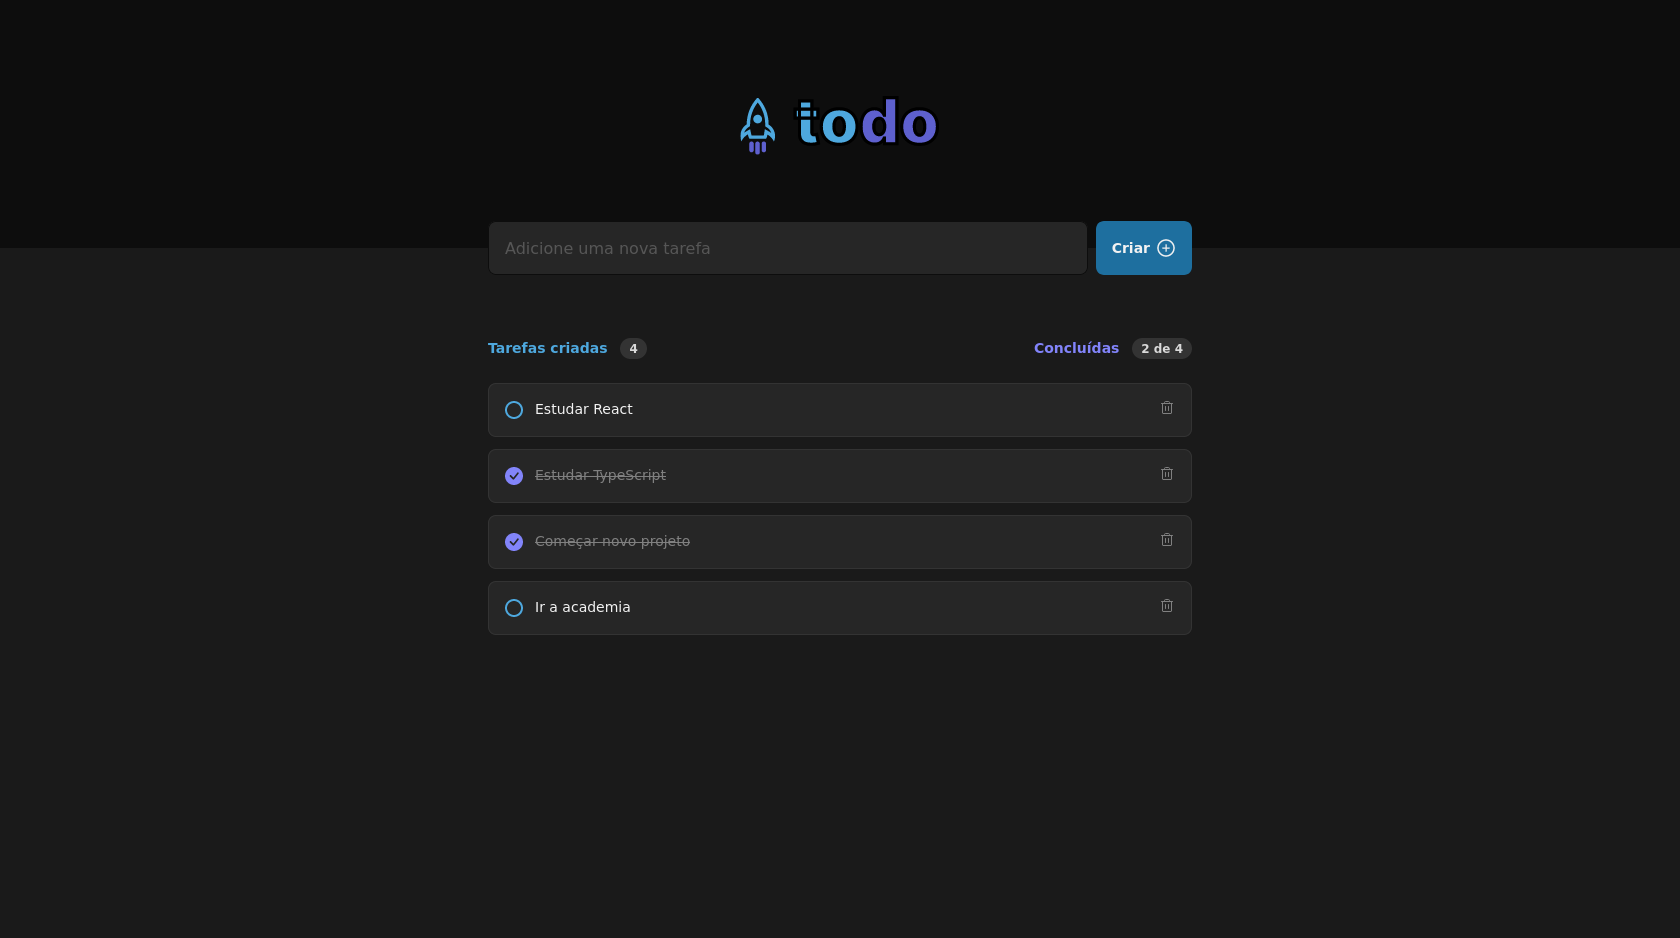 todo
Adicione uma nova tarefa
Criar
Tarefas criadas 4
Concluídas 2 de 4
Estudar React
Estudar TypeScript
Começar novo projeto
Ir a academia